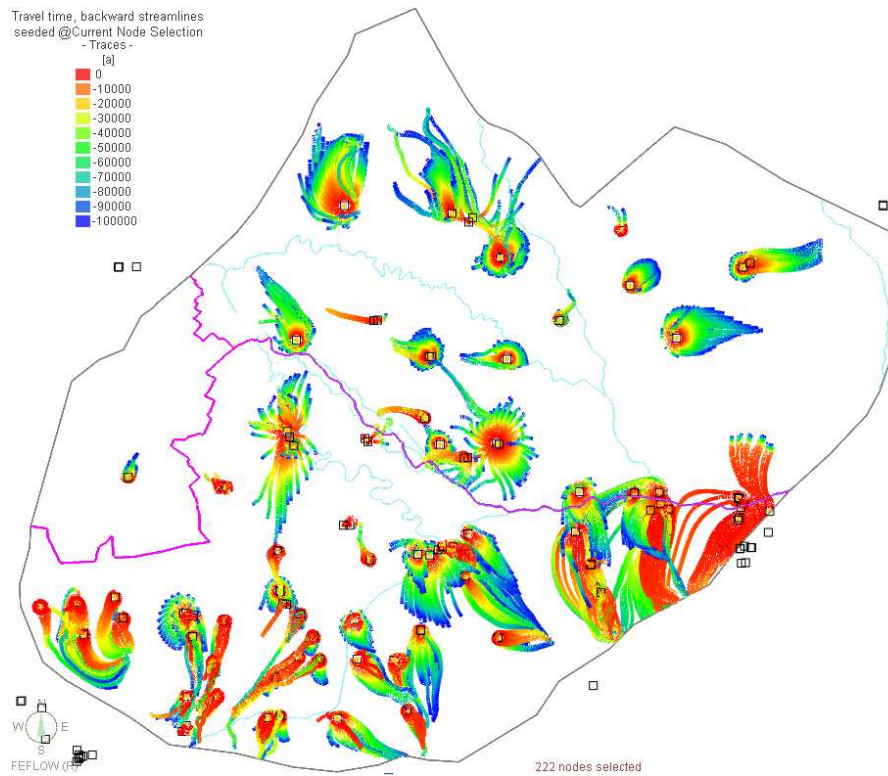 Travel time, backward streamlines
seeded @Current Node Selection
- Traces -
[a]
0
-10000
-20000
-30000
-40000
-50000
-60000
-70000
-80000
-90000
-100000
N
W E
S
FEFLOW (R)
222 nodes selected